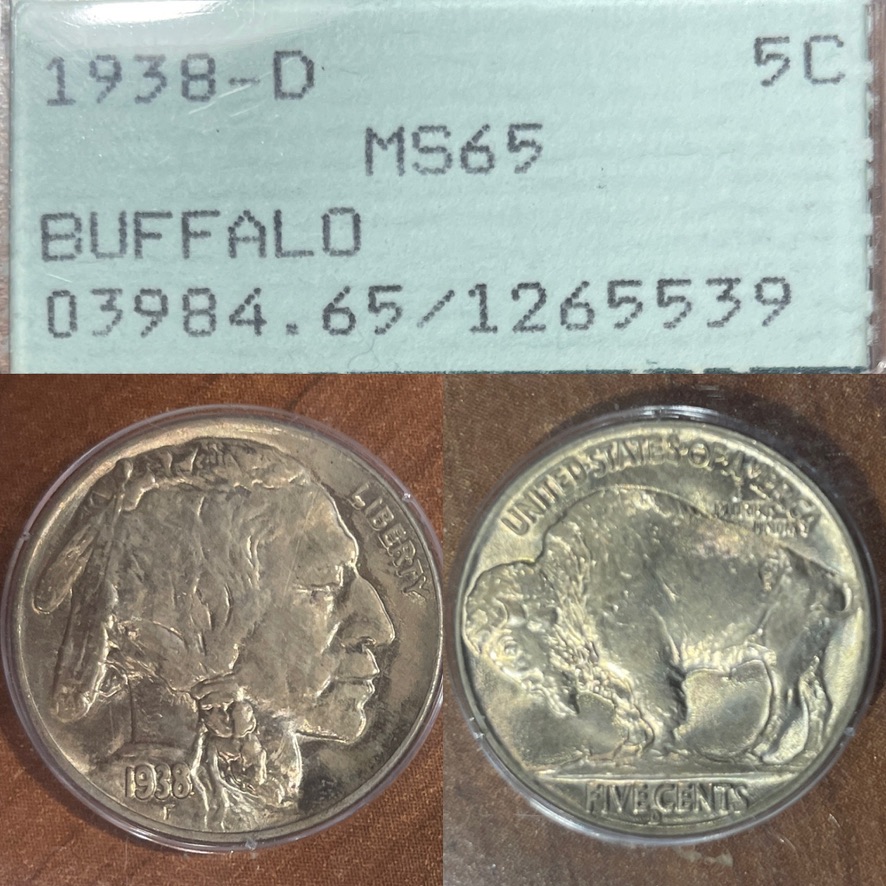 1938-D 5C
MS65
BUFFALO
03984.65/1265539
LIBERTY
1938
F
UNITED·STATES·OF·AMERICA
FIVE CENTS
D